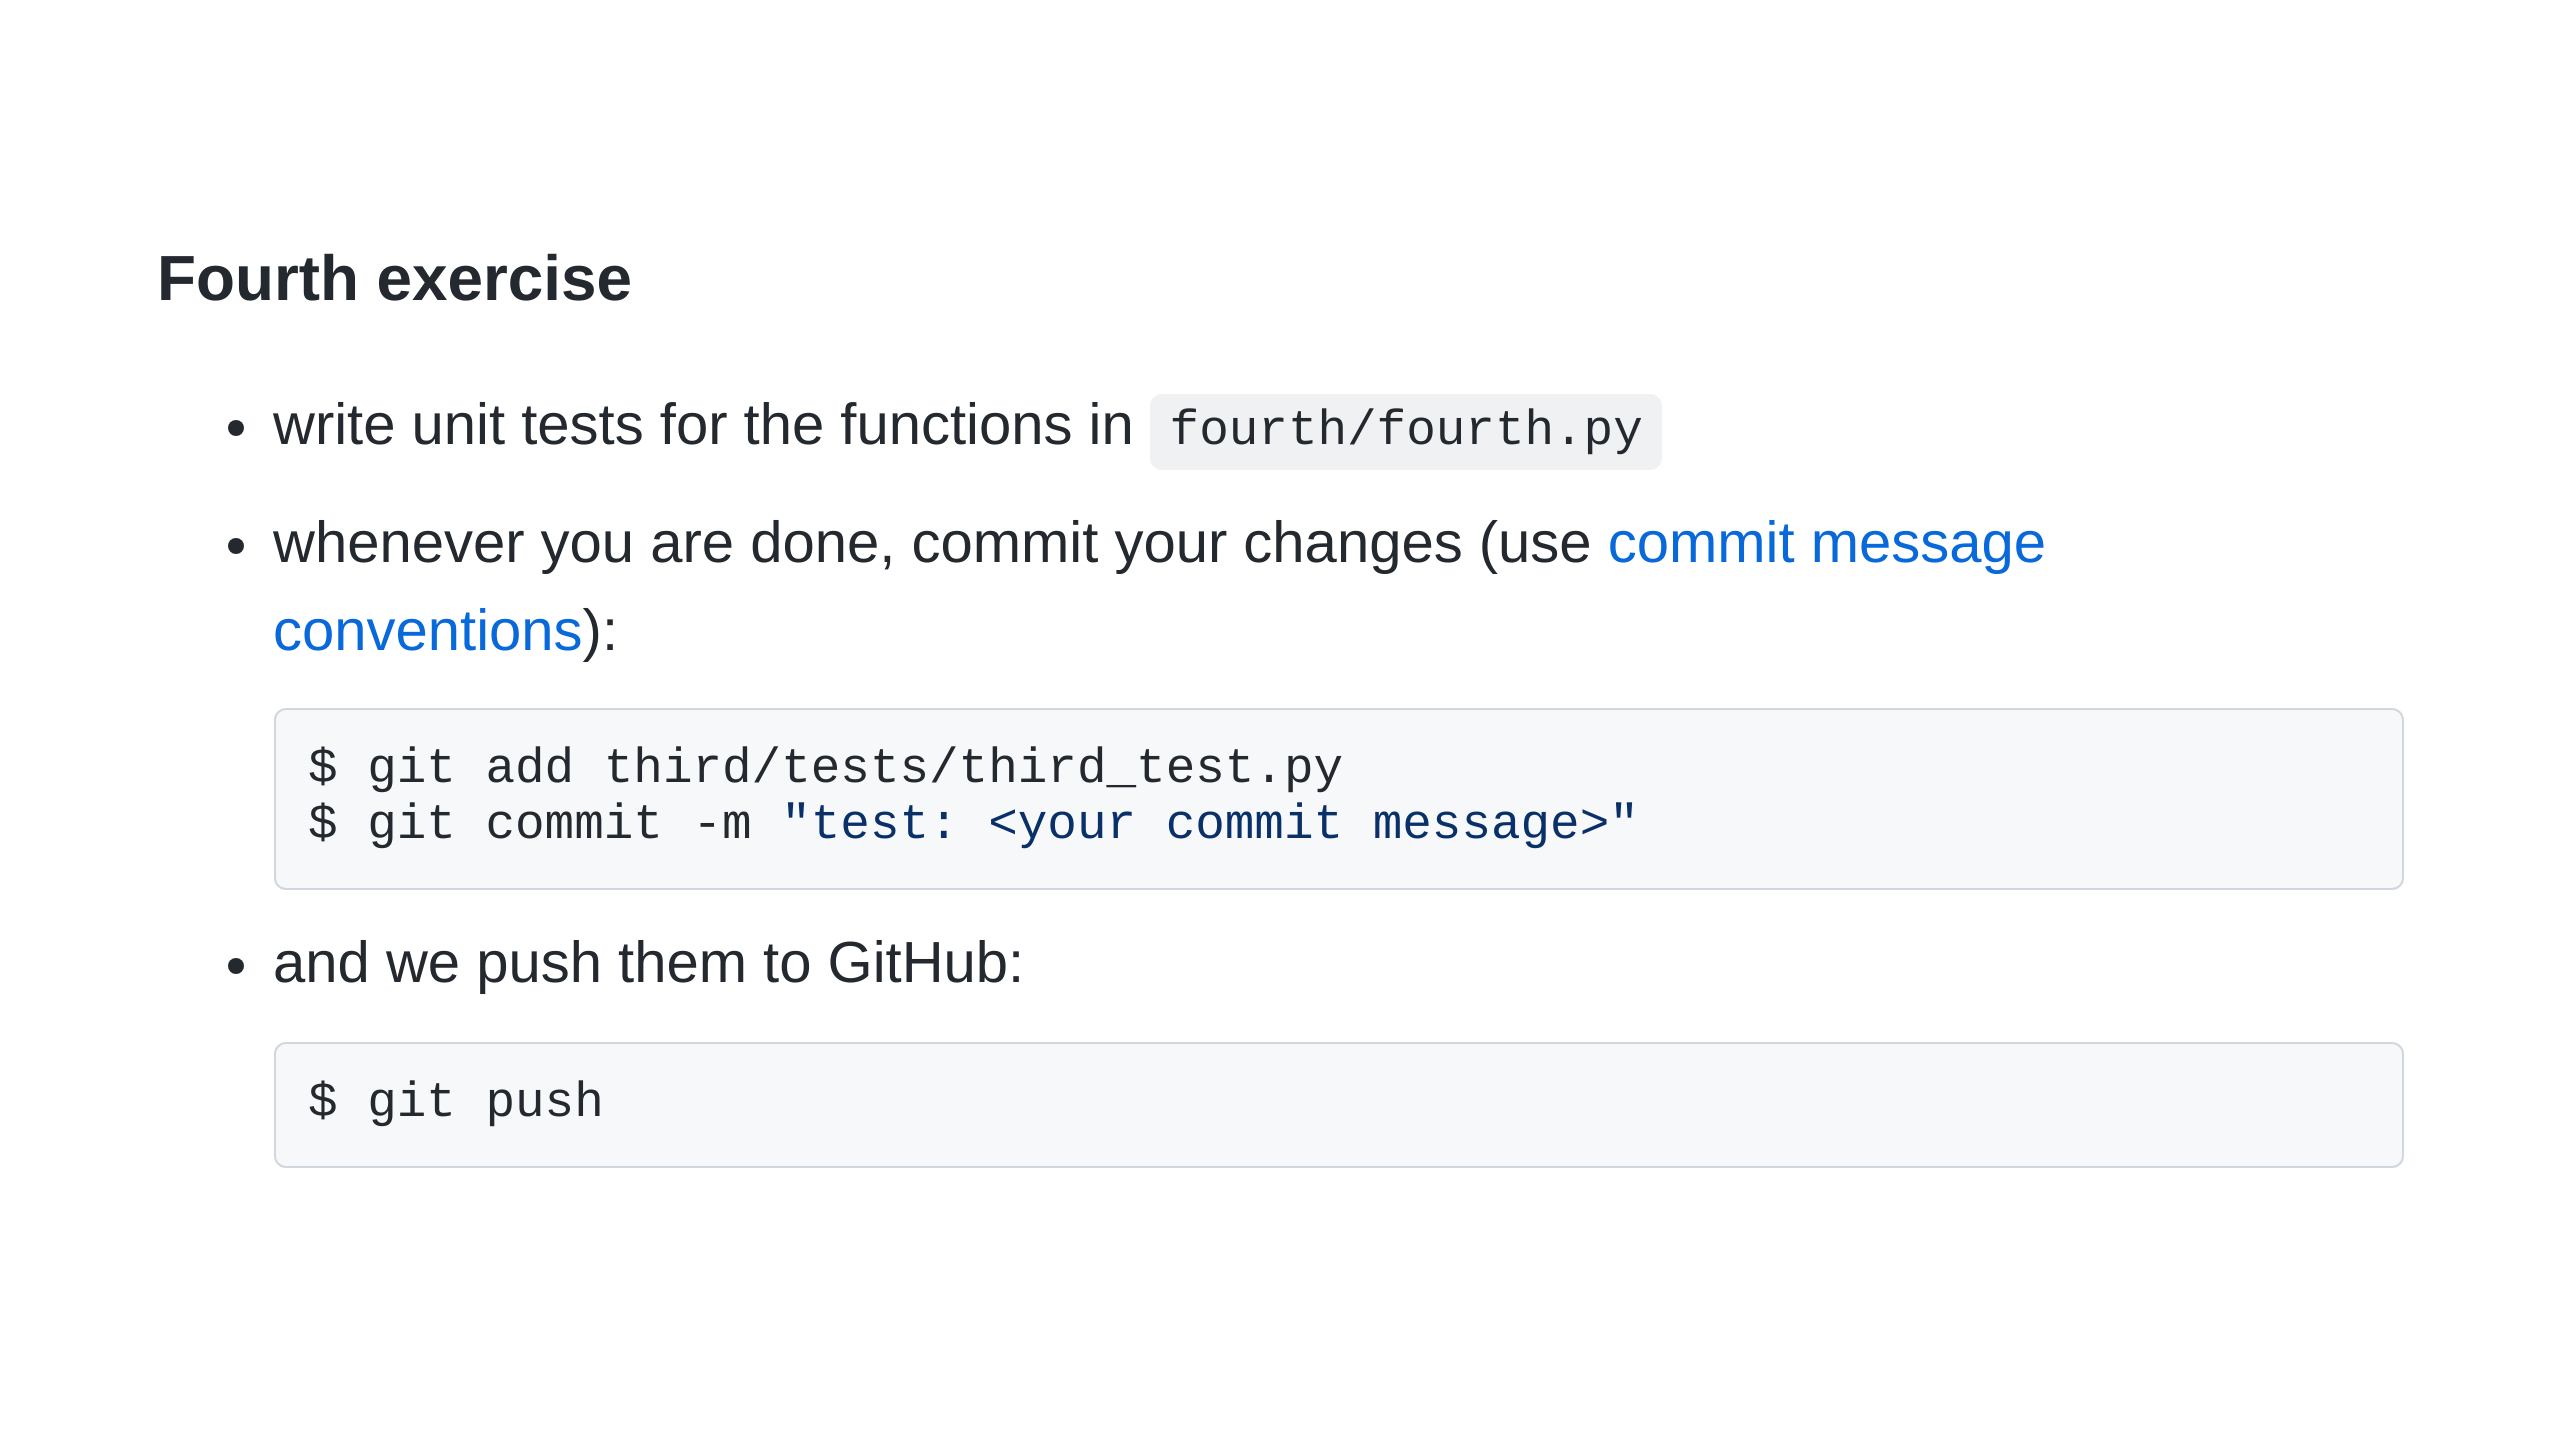 Fourth exercise
• write unit tests for the functions in fourth/fourth.py
• whenever you are done, commit your changes (use commit message
conventions):
$ git add third/tests/third_test.py
$ git commit -m "test: <your commit message>"
• and we push them to GitHub:
$ git push